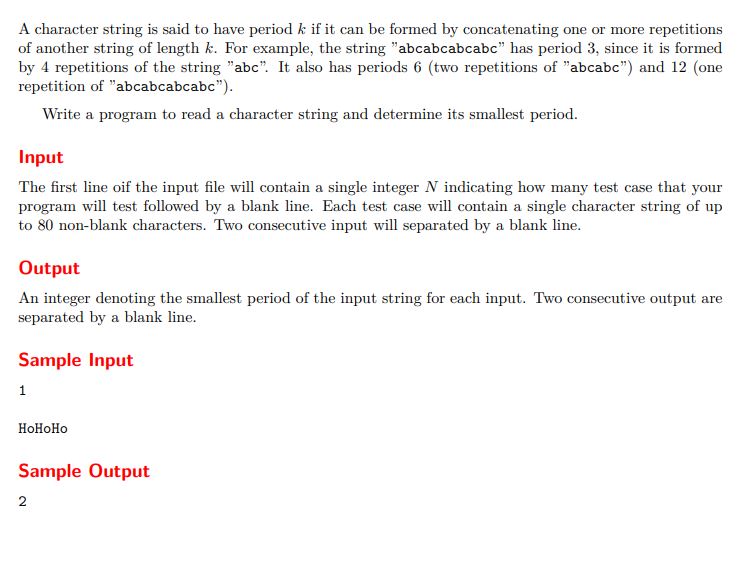 A character string is said to have period k if it can be formed by concatenating one or more repetitions
of another string of length k. For example, the string ”abcabcabcabc” has period 3, since it is formed
by 4 repetitions of the string ”abc”. It also has periods 6 (two repetitions of ”abcabc”) and 12 (one
repetition of ”abcabcabcabc”).
Write a program to read a character string and determine its smallest period.
Input
The first line oif the input file will contain a single integer N indicating how many test case that your
program will test followed by a blank line. Each test case will contain a single character string of up
to 80 non-blank characters. Two consecutive input will separated by a blank line.
Output
An integer denoting the smallest period of the input string for each input. Two consecutive output are
separated by a blank line.
Sample Input
1
HoHoHo
Sample Output
2